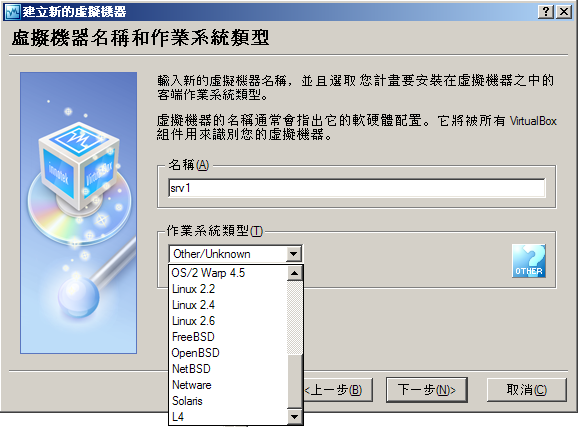 建立新的虛擬機器
虛擬機器名稱和作業系統類型
輸入新的虛擬機器名稱，並且選取 您計畫要安裝在虛擬機器之中的
客端作業系統類型。
虛擬機器的名稱通常會指出它的軟硬體配置。它將被所有 VirtualBox
組件用來識別您的虛擬機器。
innotek
VirtualBox
名稱(A)
srv1
作業系統類型(T)
Other/Unknown
OTHER
OS/2 Warp 4.5
Linux 2.2
Linux 2.4
Linux 2.6
FreeBSD
OpenBSD
NetBSD
Netware
Solaris
L4
<上一步(B)
下一步(N)>
取消(C)